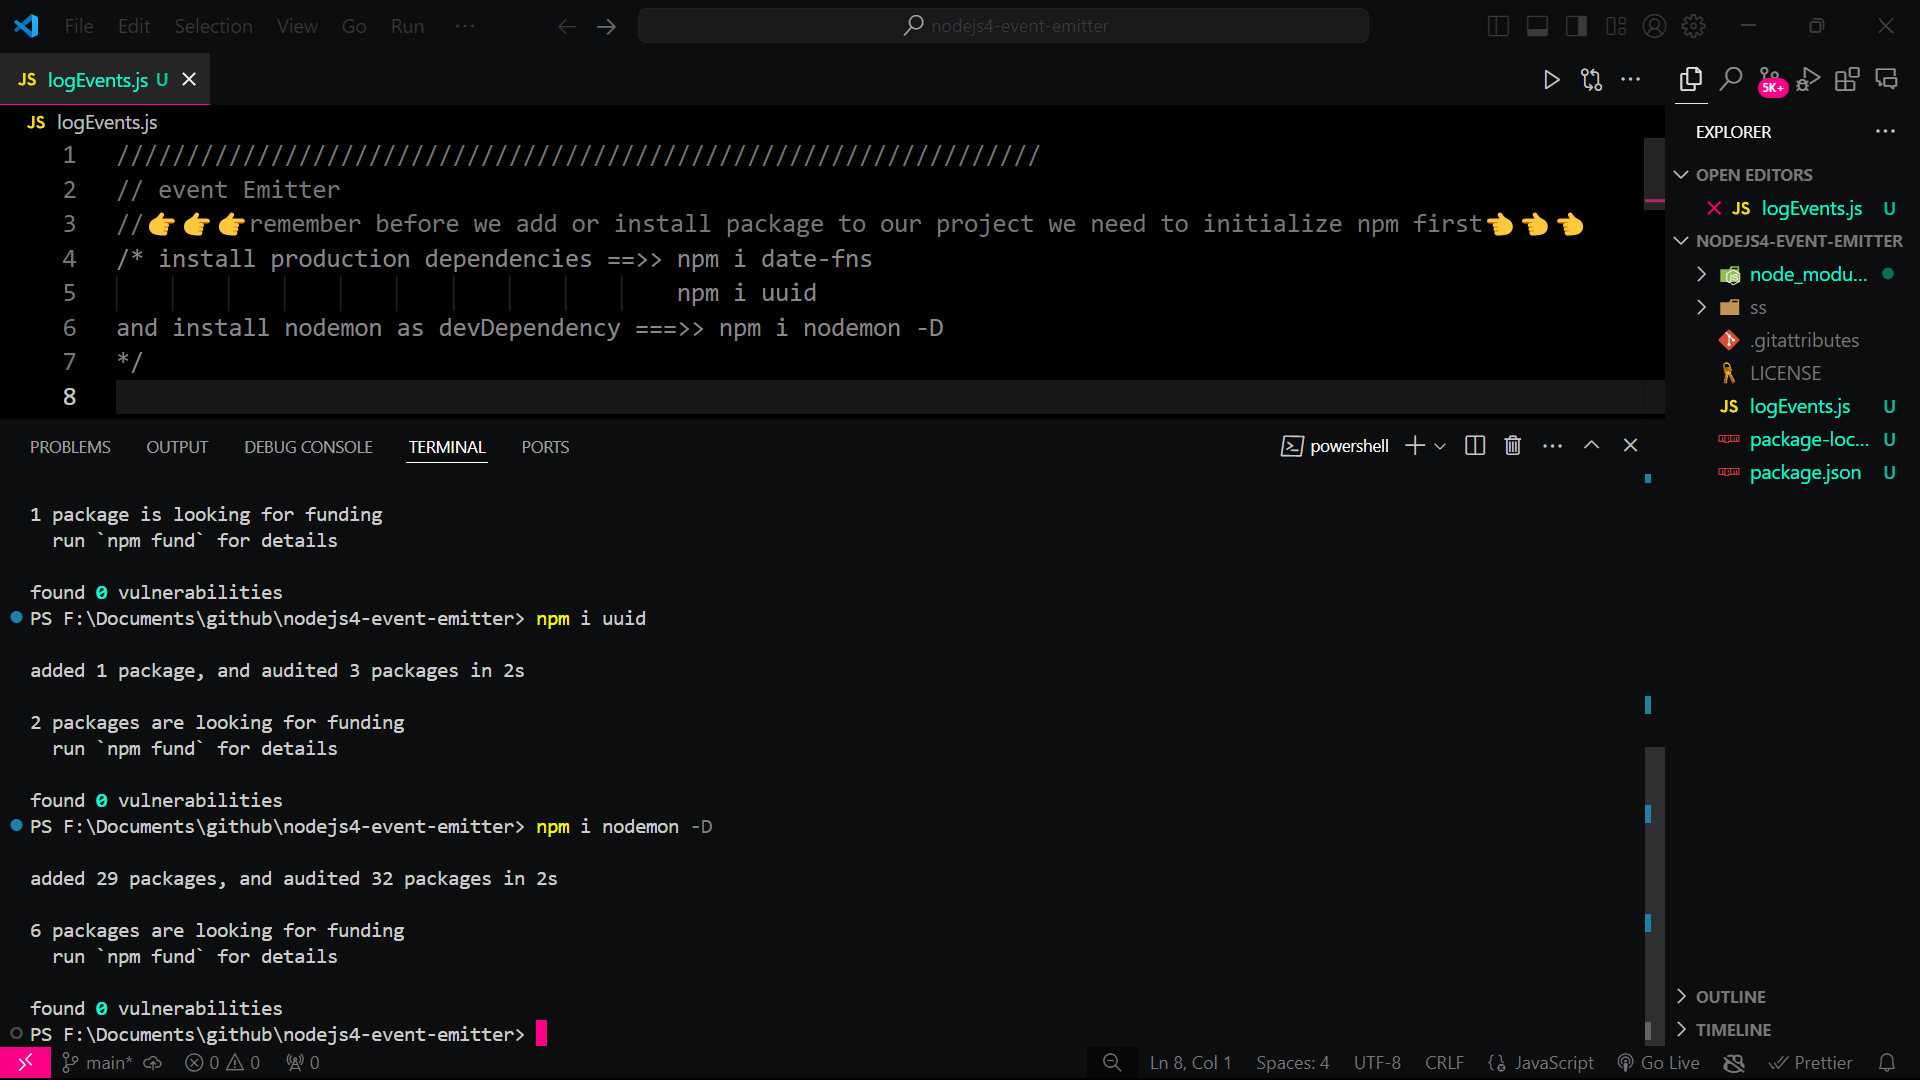 File Edit Selection View Go Run ··· nodejs4-event-emitter
JS logEvents.js U
JS logEvents.js
1 //////////////////////////////////////////////////////////////////
2 // event Emitter
3 //👉👉👉remember before we add or install package to our project we need to initialize npm first👈👈👈
4 /* install production dependencies ==>> npm i date-fns
5 npm i uuid
6 and install nodemon as devDependency ===>> npm i nodemon -D
7 */
8
PROBLEMS OUTPUT DEBUG CONSOLE TERMINAL PORTS powershell
1 package is looking for funding
run `npm fund` for details
found 0 vulnerabilities
PS F:\Documents\github\nodejs4-event-emitter> npm i uuid
added 1 package, and audited 3 packages in 2s
2 packages are looking for funding
run `npm fund` for details
found 0 vulnerabilities
PS F:\Documents\github\nodejs4-event-emitter> npm i nodemon -D
added 29 packages, and audited 32 packages in 2s
6 packages are looking for funding
run `npm fund` for details
found 0 vulnerabilities
PS F:\Documents\github\nodejs4-event-emitter>
5K+
EXPLORER
OPEN EDITORS
JS logEvents.js U
NODEJS4-EVENT-EMITTER
node_modu...
ss
.gitattributes
LICENSE
JS logEvents.js U
package-loc... U
package.json U
OUTLINE
TIMELINE
main* 0 0 0 Ln 8, Col 1 Spaces: 4 UTF-8 CRLF {} JavaScript Go Live Prettier